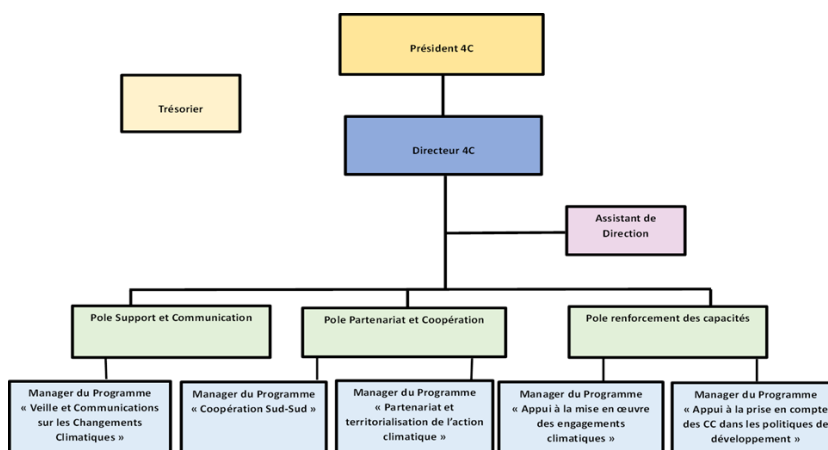 Président 4C
Trésorier
Directeur 4C
Assistant de
Direction
Pole Support et Communication
Pole Partenariat et Coopération
Pole renforcement des capacités
Manager du Programme
« Veille et Communications
sur les Changements
Climatiques »
Manager du Programme
« Coopération Sud-Sud »
Manager du Programme
« Partenariat et
territorialisation de l'action
climatique »
Manager du Programme
« Appui à la mise en œuvre
des engagements
climatiques »
Manager du Programme
« Appui à la prise en compte
des CC dans les politiques de
développement »